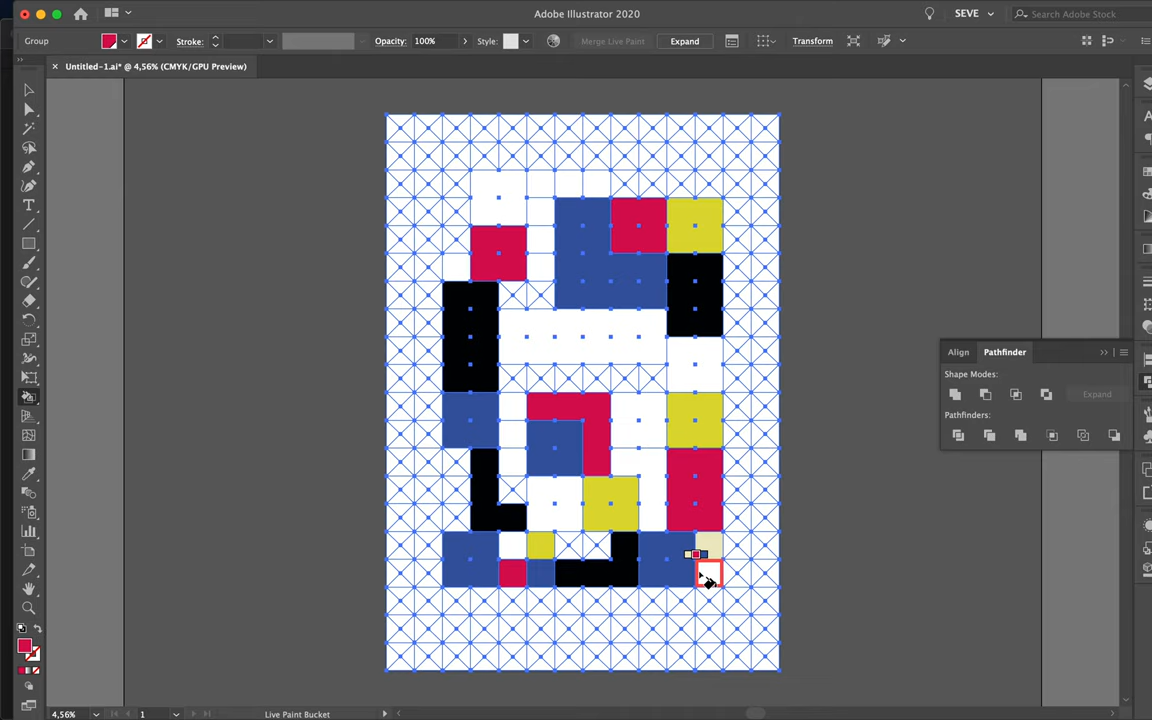 Adobe Illustrator 2020
SEVE
Search Adobe Stock
Group
Stroke:
Opacity:
100%
Style:
Merge Live Paint
Expand
Transform
Untitled-1.ai* @ 4,56% (CMYK/GPU Preview)
Align
Pathfinder
Shape Modes:
Expand
Pathfinders:
4,56%
1
Live Paint Bucket